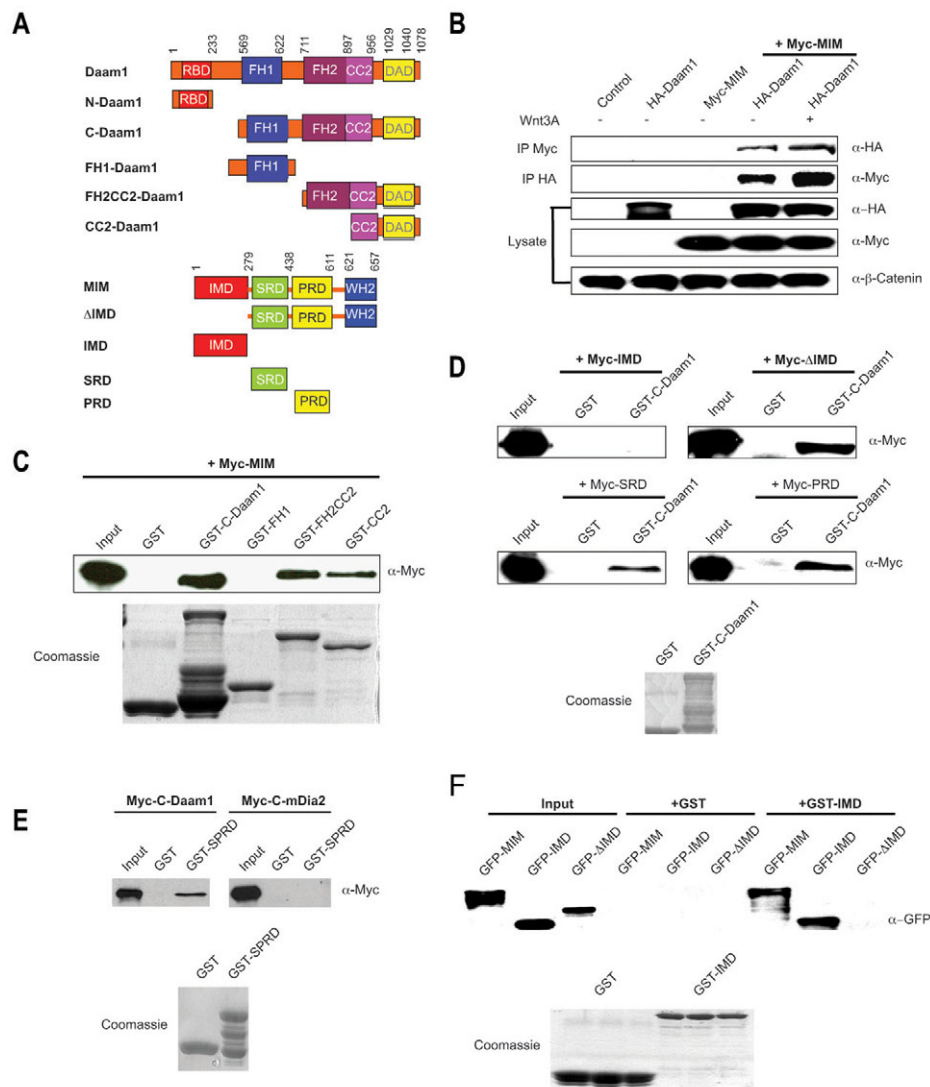 A
1 233 569 622 711 897 956 1029 1040 1078
Daam1 RBD FH1 FH2 CC2 DAD
N-Daam1 RBD
C-Daam1 FH1 FH2 CC2 DAD
FH1-Daam1 FH1
FH2CC2-Daam1 FH2 CC2 DAD
CC2-Daam1 CC2 DAD
1 279 438 611 621 657
MIM IMD SRD PRD WH2
ΔIMD SRD PRD WH2
IMD IMD
SRD SRD
PRD PRD
B
+ Myc-MIM
Control HA-Daam1 Myc-MIM HA-Daam1 HA-Daam1
Wnt3A - - - - +
IP Myc α-HA
IP HA α-Myc
α-HA
Lysate α-Myc
α-β-Catenin
C
+ Myc-MIM
Input GST GST-C-Daam1 GST-FH1 GST-FH2CC GST-CC2
α-Myc
Coomassie
D
+ Myc-IMD + Myc-ΔIMD
Input GST GST-C-Daam1 Input GST GST-C-Daam1
α-Myc
+ Myc-SRD + Myc-PRD
Input GST GST-C-Daam1 Input GST GST-C-Daam1
α-Myc
GST GST-C-Daam1
Coomassie
E
Myc-C-Daam1 Myc-C-mDia2
Input GST GST-SPRD Input GST GST-SPRD
α-Myc
GST GST-SPRD
Coomassie
F
Input +GST +GST-IMD
GFP-MIM GFP-IMD GFP-ΔIMD GFP-MIM GFP-IMD GFP-ΔIMD GFP-MIM GFP-IMD GFP-ΔIMD
α-GFP
GST GST-IMD
Coomassie